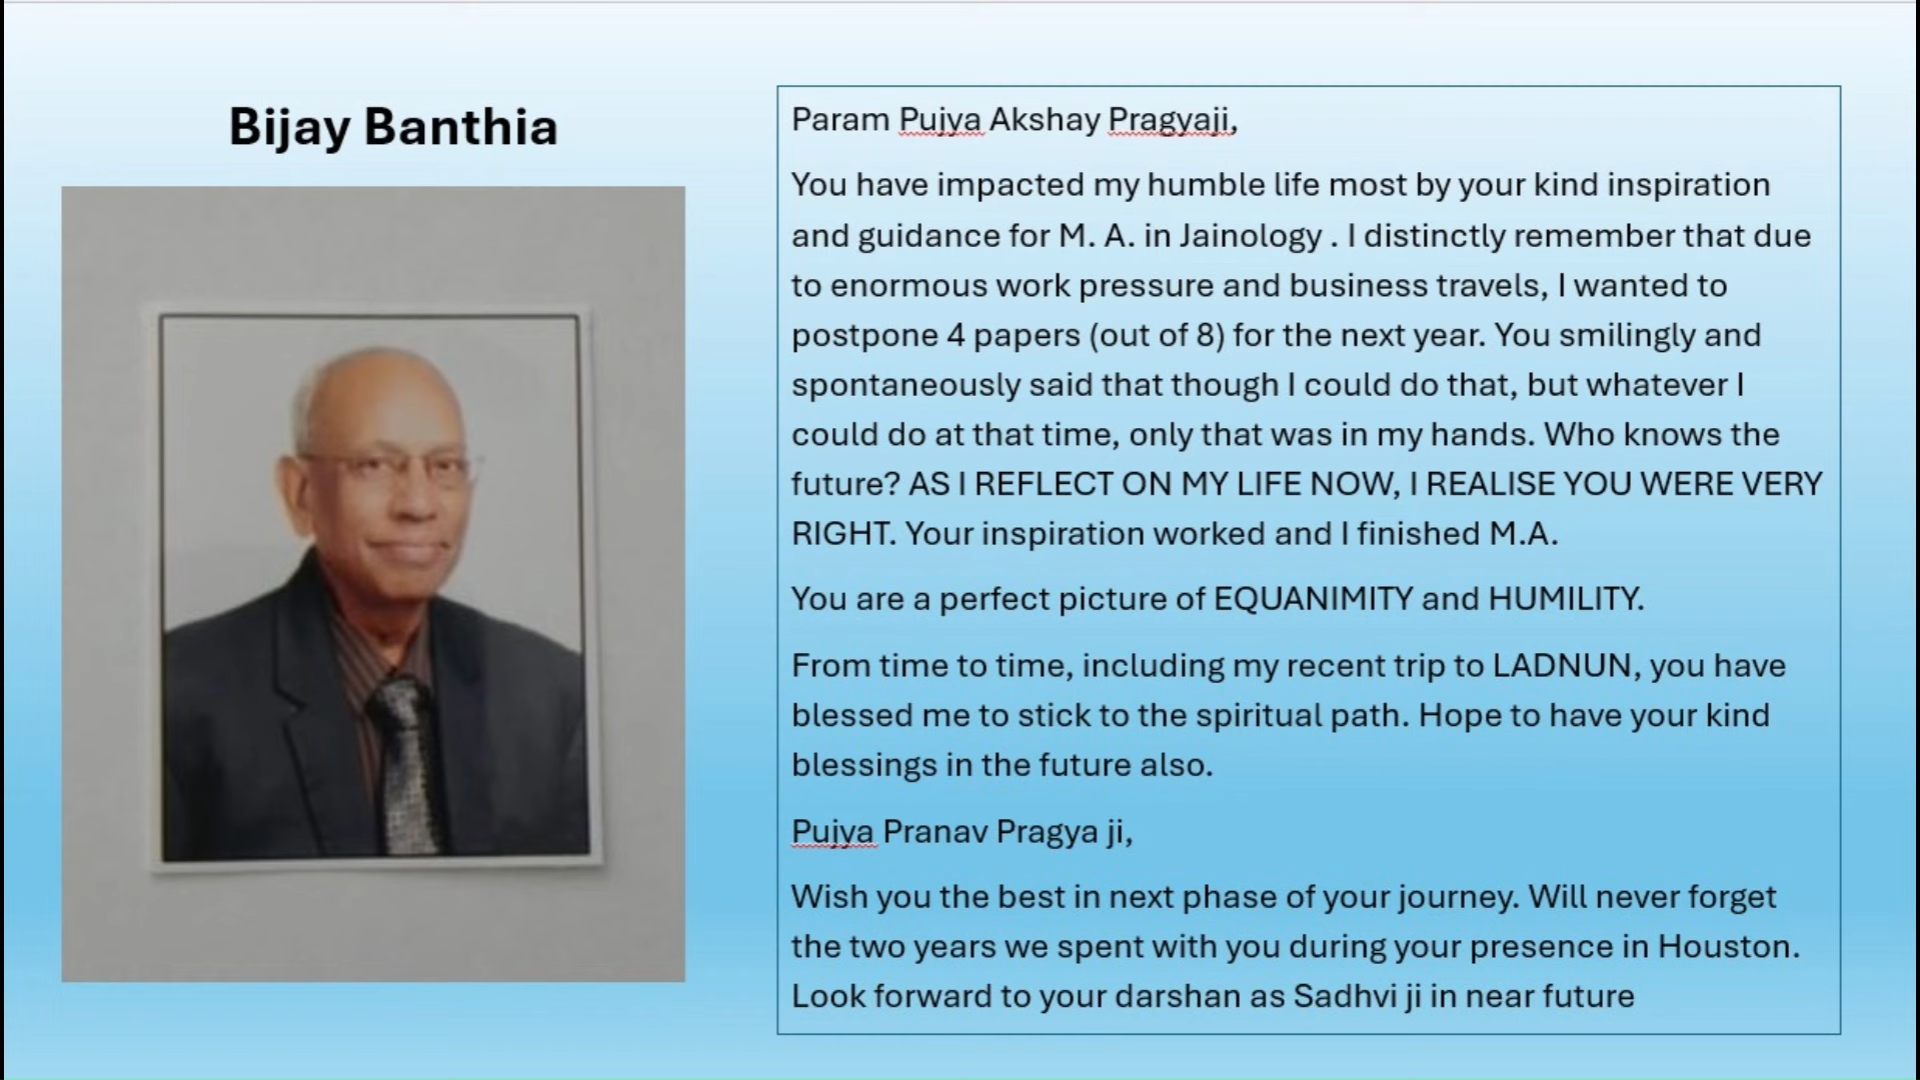 Bijay Banthia
Param Pujya Akshay Pragyaji,
You have impacted my humble life most by your kind inspiration
and guidance for M. A. in Jainology . I distinctly remember that due
to enormous work pressure and business travels, I wanted to
postpone 4 papers (out of 8) for the next year. You smilingly and
spontaneously said that though I could do that, but whatever I
could do at that time, only that was in my hands. Who knows the
future? AS I REFLECT ON MY LIFE NOW, I REALISE YOU WERE VERY
RIGHT. Your inspiration worked and I finished M.A.
You are a perfect picture of EQUANIMITY and HUMILITY.
From time to time, including my recent trip to LADNUN, you have
blessed me to stick to the spiritual path. Hope to have your kind
blessings in the future also.
Pujya Pranav Pragya ji,
Wish you the best in next phase of your journey. Will never forget
the two years we spent with you during your presence in Houston.
Look forward to your darshan as Sadhvi ji in near future